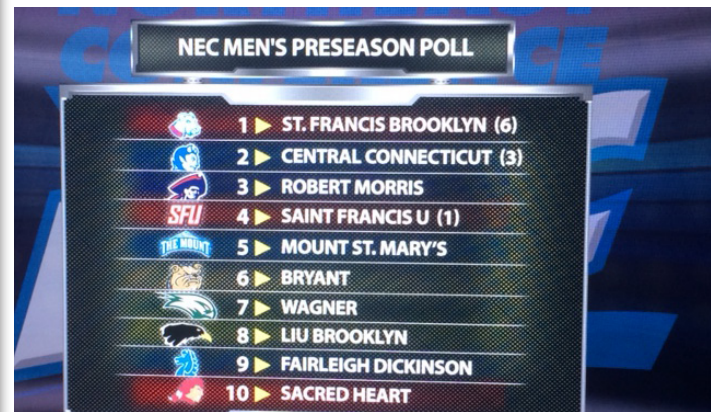 NEC MEN'S PRESEASON POLL
1 ▶ ST. FRANCIS BROOKLYN (6)
2 ▶ CENTRAL CONNECTICUT (3)
3 ▶ ROBERT MORRIS
SFU 4 ▶ SAINT FRANCIS U (1)
THE MOUNT 5 ▶ MOUNT ST. MARY'S
6 ▶ BRYANT
7 ▶ WAGNER
8 ▶ LIU BROOKLYN
9 ▶ FAIRLEIGH DICKINSON
10 ▶ SACRED HEART